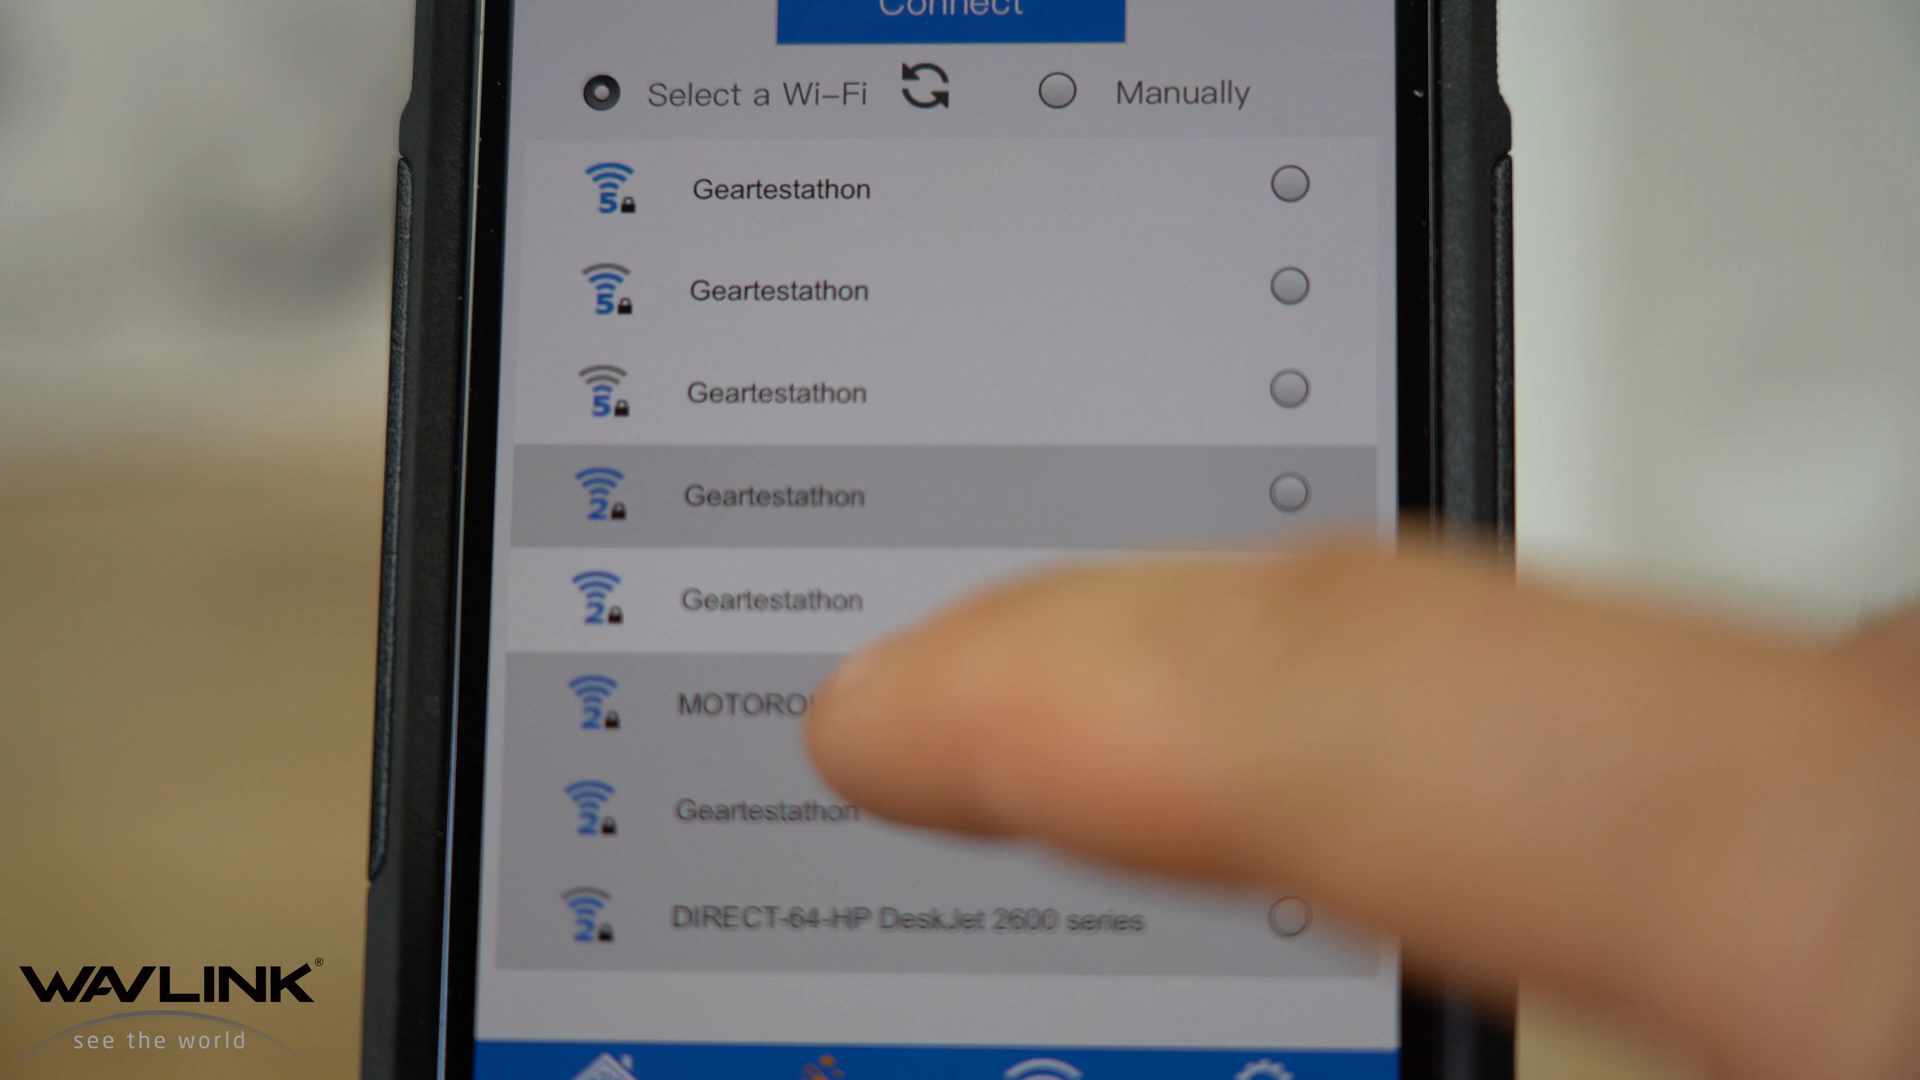 Connect
Select a Wi-Fi Manually
5 Geartestathon
5 Geartestathon
5 Geartestathon
2 Geartestathon
2 Geartestathon
2
2 Geartestathon
2 DIRECT-64-HP DeskJet 2600 series
WAVLINK®
see the world